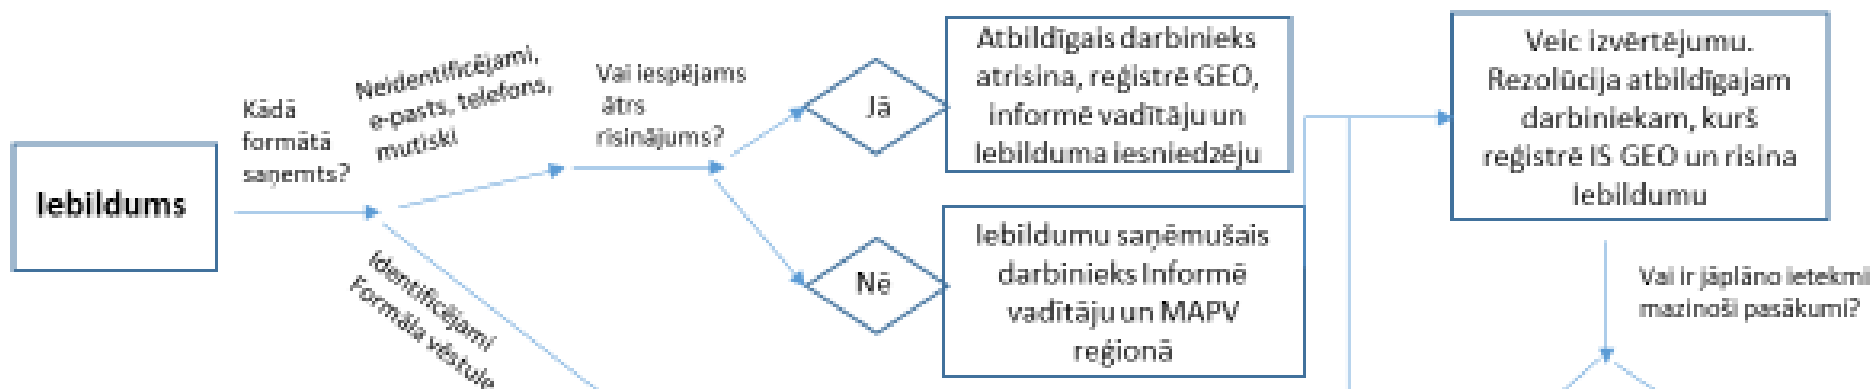 Iebildums
Kādā
formātā
saņemts?
Neidentificējami,
e-pasts, telefons,
mutiski
Identificējami
Formāla vēstule
Vai iespējams
ātrs
risinājums?
Jā
Nē
Atbildīgais darbinieks
atrisina, reģistrē GEO,
informē vadītāju un
Iebilduma iesniedzēju
Iebildumu saņēmušais
darbinieks Informē
vadītāju un MAPV
reģionā
Veic izvērtējumu.
Rezolūcija atbildīgajam
darbiniekam, kurš
reģistrē IS GEO un risina
Iebildumu
Vai ir jāplāno ietekmi
mazinoši pasākumi?